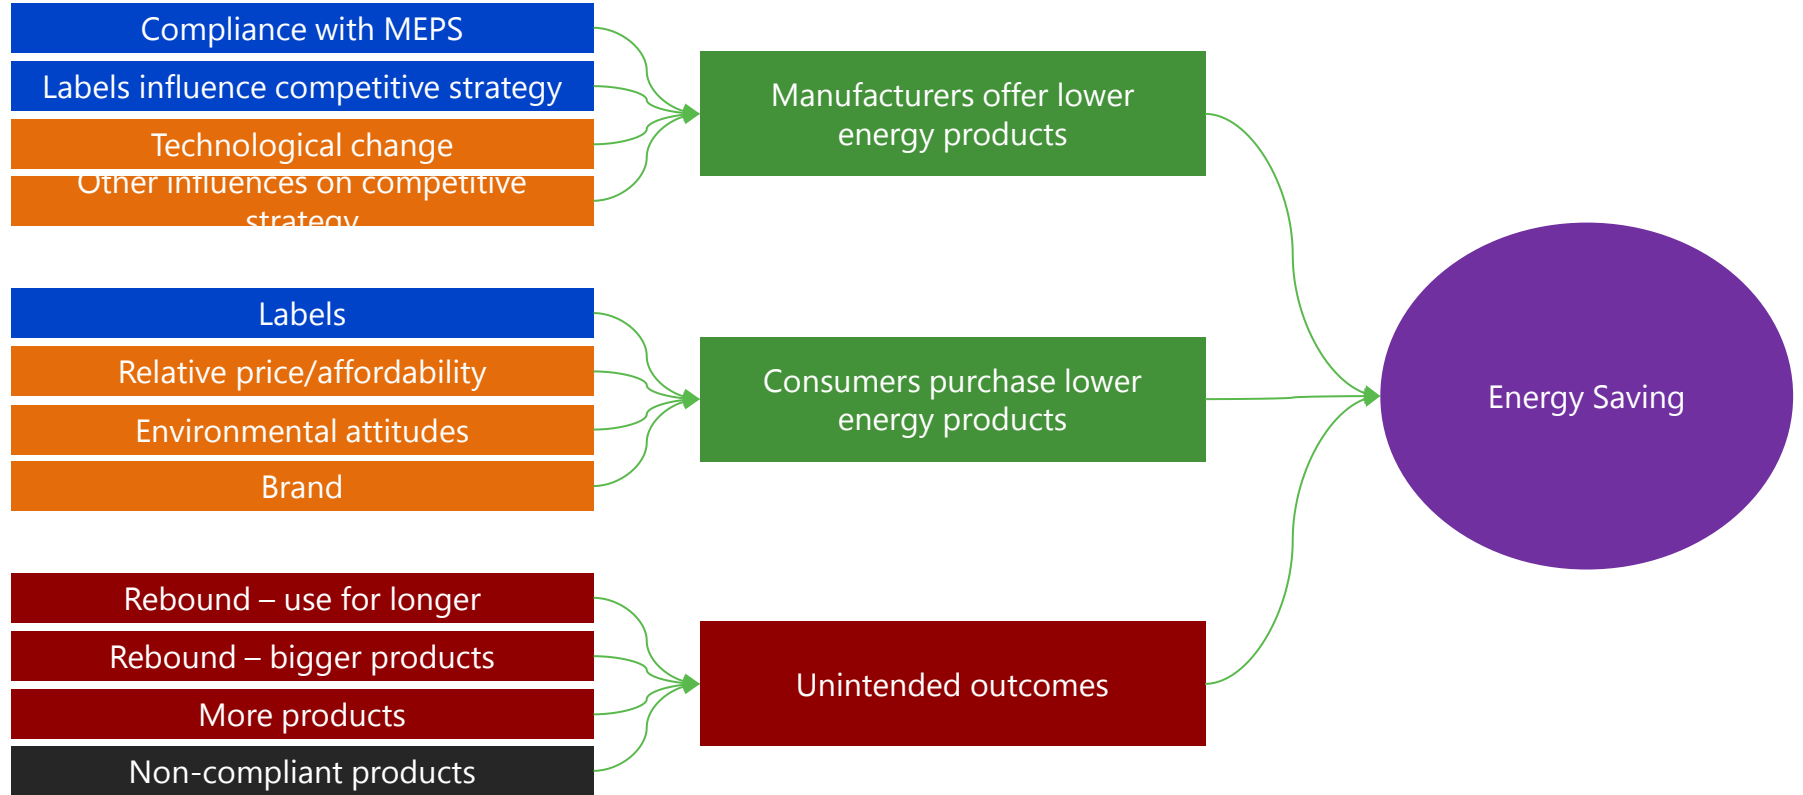 Compliance with MEPS
Labels influence competitive strategy
Technological change
Other influences on competitive
strategy
Manufacturers offer lower
energy products
Labels
Relative price/affordability
Environmental attitudes
Brand
Consumers purchase lower
energy products
Energy Saving
Rebound – use for longer
Rebound – bigger products
More products
Non-compliant products
Unintended outcomes